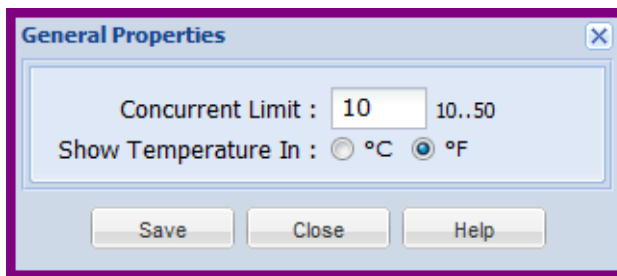 General Properties
Concurrent Limit : 10 10..50
Show Temperature In : °C °F
Save Close Help